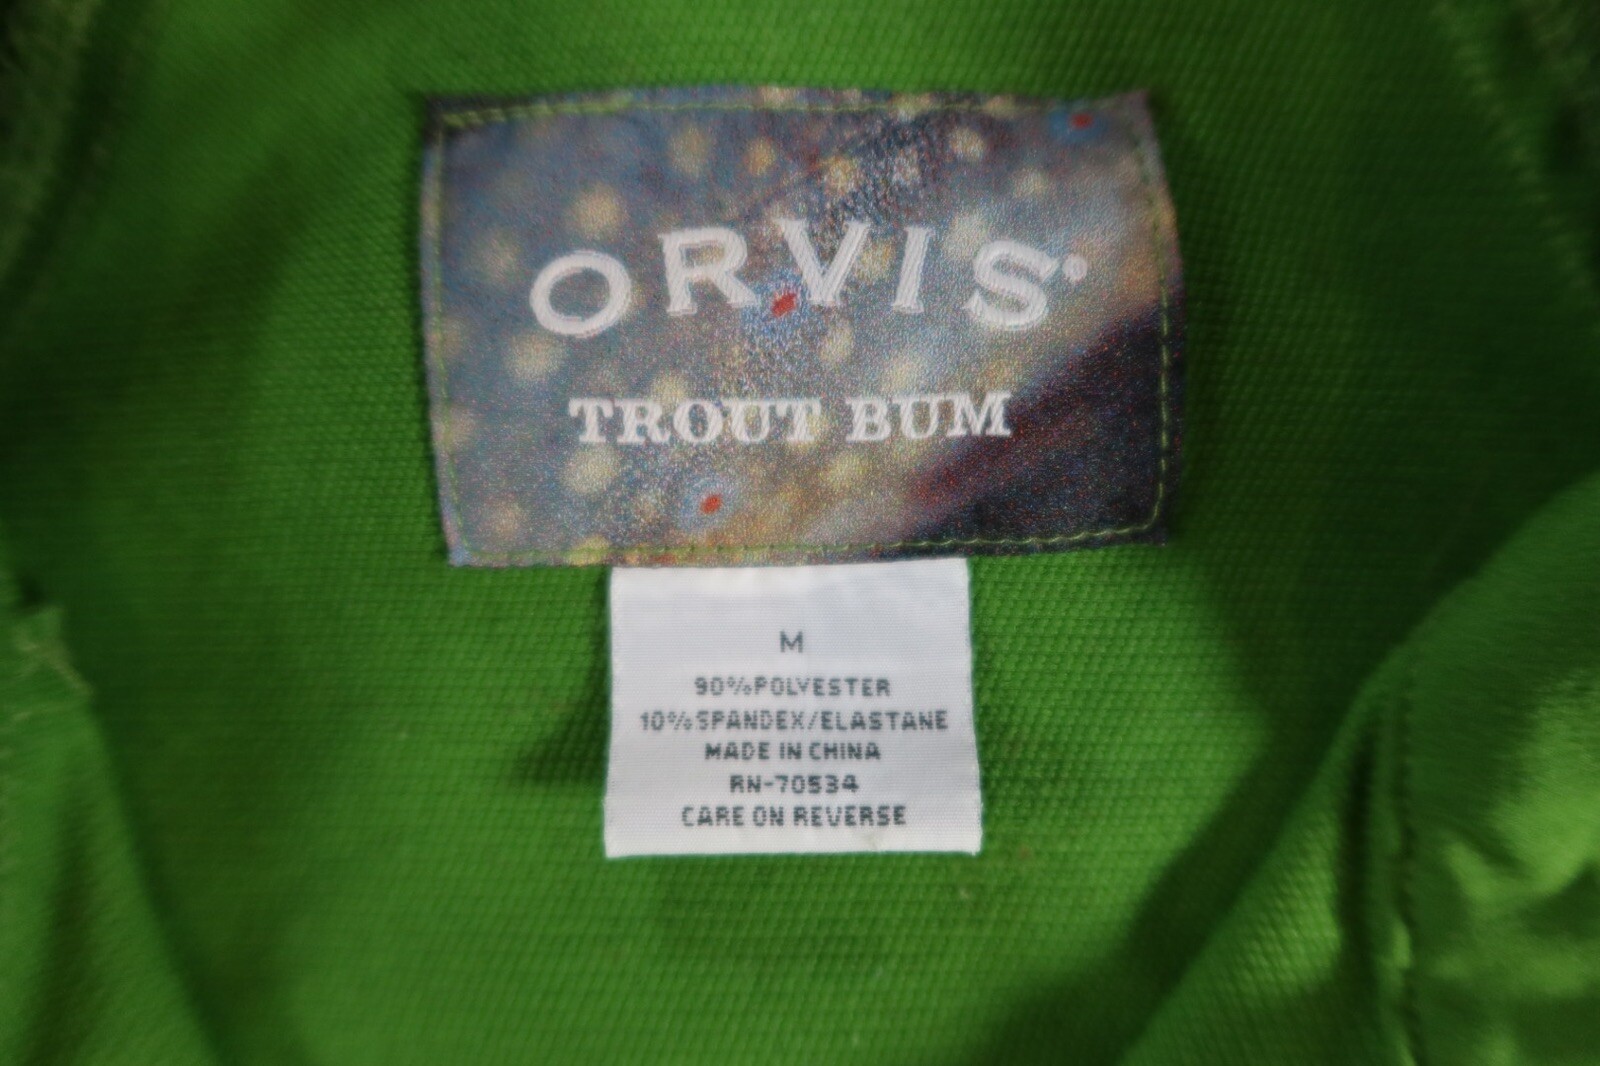 ORVIS
TROUT BUM
M
90%POLYESTER
10%SPANDEX/ELASTANE
MADE IN CHINA
RN-70534
CARE ON REVERSE